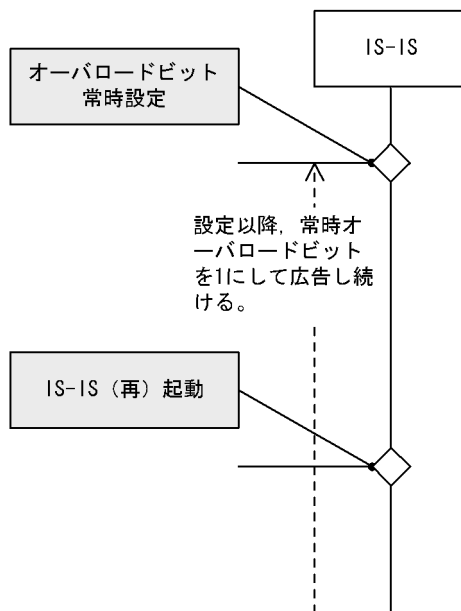 IS-IS
オーバロードビット
常時設定
設定以降，常時オ
ーバロードビット
を1にして広告し続
ける。
IS-IS（再）起動